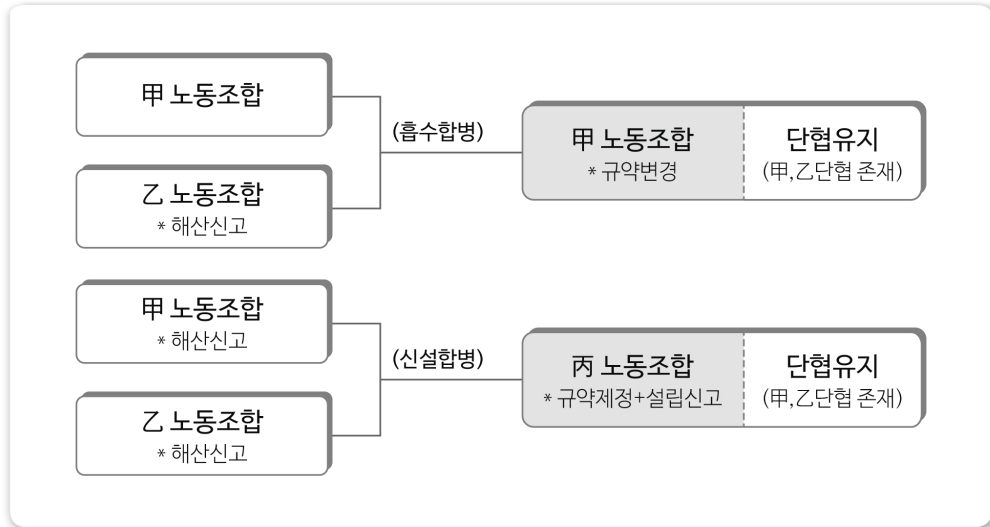 甲 노동조합
乙 노동조합
* 해산신고
(흡수합병)
甲 노동조합
* 규약변경
단협유지
(甲,乙단협 존재)
甲 노동조합
* 해산신고
乙 노동조합
* 해산신고
(신설합병)
丙 노동조합
* 규약제정+설립신고
단협유지
(甲,乙단협 존재)